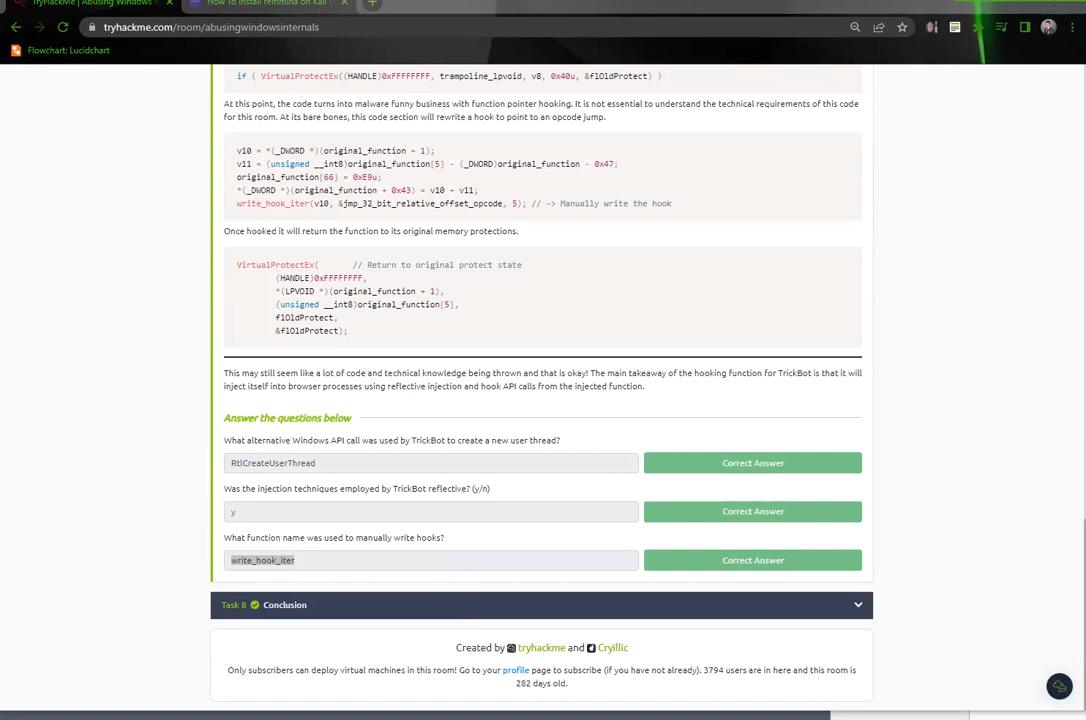 TryHackMe | Abusing Windows I
How To Install remmina on Kali
tryhackme.com/room/abusingwindowsinternals
Flowchart: Lucidchart
if ( VirtualProtectEx((HANDLE)0xFFFFFFFF, trampoline_lpvoid, v8, 0x40u, &flOldProtect) )
At this point, the code turns into malware funny business with function pointer hooking. It is not essential to understand the technical requirements of this code
for this room. At its bare bones, this code section will rewrite a hook to point to an opcode jump.
v10 = *(_DWORD *)(original_function + 1);
v11 = (unsigned __int8)original_function[5] - (_DWORD)original_function - 0x47;
original_function[66] = 0xE9u;
*(_DWORD *)(original_function + 0x43) = v10 + v11;
write_hook_iter(v10, &jmp_32_bit_relative_offset_opcode, 5); // -> Manually write the hook
Once hooked it will return the function to its original memory protections.
VirtualProtectEx( // Return to original protect state
(HANDLE)0xFFFFFFFF,
*(LPVOID *)(original_function + 1),
(unsigned __int8)original_function[5],
flOldProtect,
&flOldProtect);
This may still seem like a lot of code and technical knowledge being thrown and that is okay! The main takeaway of the hooking function for TrickBot is that it will
inject itself into browser processes using reflective injection and hook API calls from the injected function.
Answer the questions below
What alternative Windows API call was used by TrickBot to create a new user thread?
RtlCreateUserThread Correct Answer
Was the injection techniques employed by TrickBot reflective? (y/n)
y Correct Answer
What function name was used to manually write hooks?
write_hook_iter Correct Answer
Task 8 Conclusion
Created by tryhackme and Cryillic
Only subscribers can deploy virtual machines in this room! Go to your profile page to subscribe (if you have not already). 3794 users are in here and this room is
282 days old.